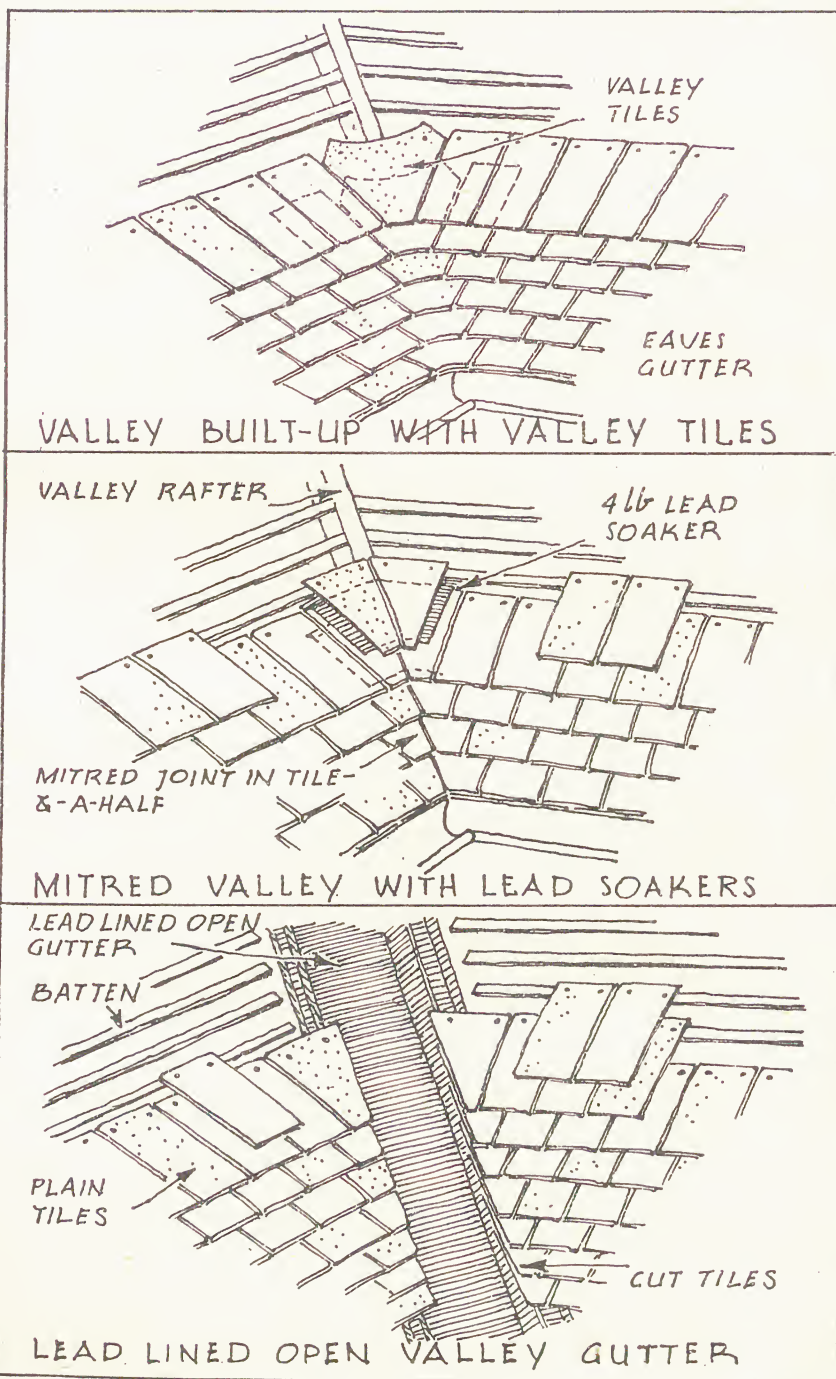 VALLEY
TILES
EAVES
GUTTER
VALLEY BUILT-UP WITH VALLEY TILES
VALLEY RAFTER
4 lb LEAD
SOAKER
MITRED JOINT IN TILE-
&-A-HALF
MITRED VALLEY WITH LEAD SOAKERS
LEAD LINED OPEN
GUTTER
BATTEN
PLAIN
TILES
CUT TILES
LEAD LINED OPEN VALLEY GUTTER